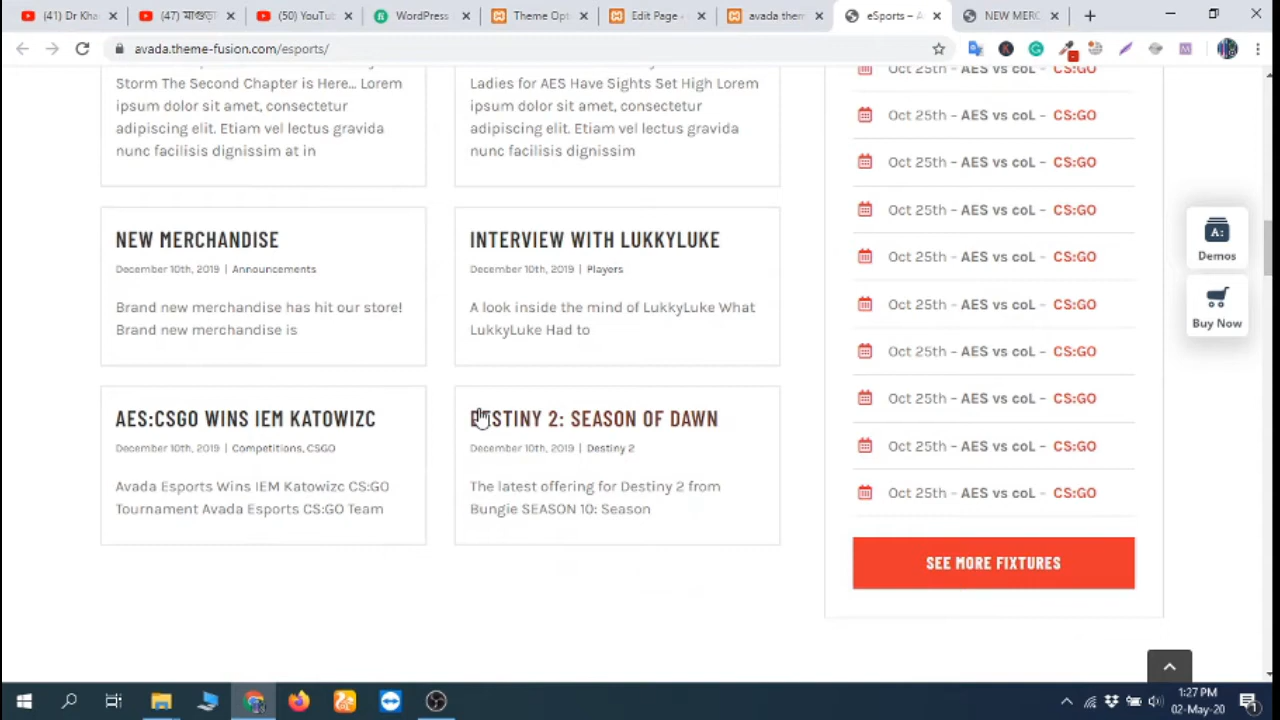 (41) Dr Kha
(47) মাগুড়া
(50) YouTu
WordPress
Theme Opt
Edit Page
avada them
eSports – A
NEW MERC
avada.theme-fusion.com/esports/
Storm The Second Chapter is Here... Lorem
ipsum dolor sit amet, consectetur
adipiscing elit. Etiam vel lectus gravida
nunc facilisis dignissim at in
Ladies for AES Have Sights Set High Lorem
ipsum dolor sit amet, consectetur
adipiscing elit. Etiam vel lectus gravida
nunc facilisis dignissim
NEW MERCHANDISE
December 10th, 2019 | Announcements
Brand new merchandise has hit our store!
Brand new merchandise is
INTERVIEW WITH LUKKYLUKE
December 10th, 2019 | Players
A look inside the mind of LukkyLuke What
LukkyLuke Had to
AES:CSGO WINS IEM KATOWIZC
December 10th, 2019 | Competitions, CSGO
Avada Esports Wins IEM Katowizc CS:GO
Tournament Avada Esports CS:GO Team
DESTINY 2: SEASON OF DAWN
December 10th, 2019 | Destiny 2
The latest offering for Destiny 2 from
Bungie SEASON 10: Season
Oct 25th – AES vs coL – CS:GO
Oct 25th – AES vs coL – CS:GO
Oct 25th – AES vs coL – CS:GO
Oct 25th – AES vs coL – CS:GO
Oct 25th – AES vs coL – CS:GO
Oct 25th – AES vs coL – CS:GO
Oct 25th – AES vs coL – CS:GO
Oct 25th – AES vs coL – CS:GO
Oct 25th – AES vs coL – CS:GO
Oct 25th – AES vs coL – CS:GO
SEE MORE FIXTURES
A:
Demos
Buy Now
1:27 PM
02-May-20